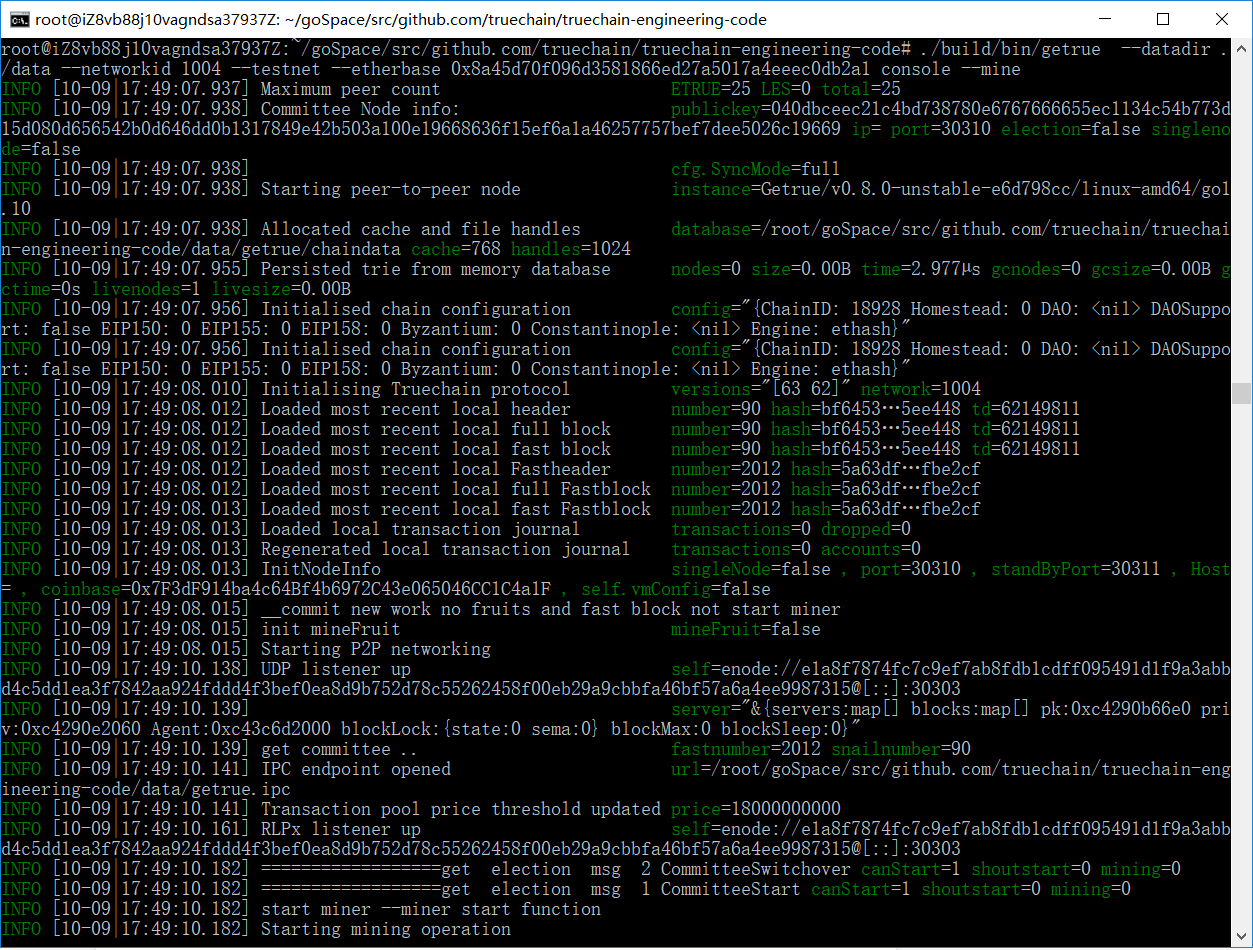 root@iZ8vb88j10vagndsa37937Z: ~/goSpace/src/github.com/truechain/truechain-engineering-code
root@iZ8vb88j10vagndsa37937Z:~/goSpace/src/github.com/truechain/truechain-engineering-code# ./build/bin/getrue  --datadir .
/data --networkid 1004 --testnet --etherbase 0x8a45d70f096d3581866ed27a5017a4eeec0db2a1 console --mine
INFO [10-09|17:49:07.937] Maximum peer count                       ETRUE=25 LES=0 total=25
INFO [10-09|17:49:07.938] Committee Node info:                     publickey=040dbceec21c4bd738780e6767666655ec1134c54b773d
15d080d656542b0d646dd0b1317849e42b503a100e19668636f15ef6a1a46257757bef7dee5026c19669 ip= port=30310 election=false singleno
de=false
INFO [10-09|17:49:07.938]                                          cfg.SyncMode=full
INFO [10-09|17:49:07.938] Starting peer-to-peer node               instance=Getrue/v0.8.0-unstable-e6d798cc/linux-amd64/go1
.10
INFO [10-09|17:49:07.938] Allocated cache and file handles         database=/root/goSpace/src/github.com/truechain/truechai
n-engineering-code/data/getrue/chaindata cache=768 handles=1024
INFO [10-09|17:49:07.955] Persisted trie from memory database      nodes=0 size=0.00B time=2.977µs gcnodes=0 gcsize=0.00B g
ctime=0s livenodes=1 livesize=0.00B
INFO [10-09|17:49:07.956] Initialised chain configuration          config="{ChainID: 18928 Homestead: 0 DAO: <nil> DAOSuppo
rt: false EIP150: 0 EIP155: 0 EIP158: 0 Byzantium: 0 Constantinople: <nil> Engine: ethash}"
INFO [10-09|17:49:07.956] Initialised chain configuration          config="{ChainID: 18928 Homestead: 0 DAO: <nil> DAOSuppo
rt: false EIP150: 0 EIP155: 0 EIP158: 0 Byzantium: 0 Constantinople: <nil> Engine: ethash}"
INFO [10-09|17:49:08.010] Initialising Truechain protocol          versions="[63 62]" network=1004
INFO [10-09|17:49:08.012] Loaded most recent local header          number=90 hash=bf6453…5ee448 td=62149811
INFO [10-09|17:49:08.012] Loaded most recent local full block      number=90 hash=bf6453…5ee448 td=62149811
INFO [10-09|17:49:08.012] Loaded most recent local fast block      number=90 hash=bf6453…5ee448 td=62149811
INFO [10-09|17:49:08.012] Loaded most recent local Fastheader      number=2012 hash=5a63df…fbe2cf
INFO [10-09|17:49:08.012] Loaded most recent local full Fastblock  number=2012 hash=5a63df…fbe2cf
INFO [10-09|17:49:08.013] Loaded most recent local fast Fastblock  number=2012 hash=5a63df…fbe2cf
INFO [10-09|17:49:08.013] Loaded local transaction journal         transactions=0 dropped=0
INFO [10-09|17:49:08.013] Regenerated local transaction journal    transactions=0 accounts=0
INFO [10-09|17:49:08.013] InitNodeInfo                             singleNode=false , port=30310 , standByPort=30311 , Host
= , coinbase=0x7F3dF914ba4c64Bf4b6972C43e065046CC1C4a1F , self.vmConfig=false
INFO [10-09|17:49:08.015] __commit new work no fruits and fast block not start miner
INFO [10-09|17:49:08.015] init mineFruit                           mineFruit=false
INFO [10-09|17:49:08.015] Starting P2P networking
INFO [10-09|17:49:10.138] UDP listener up                          self=enode://e1a8f7874fc7c9ef7ab8fdb1cdff095491d1f9a3abb
d4c5dd1ea3f7842aa924fddd4f3bef0ea8d9b752d78c55262458f00eb29a9cbbfa46bf57a6a4ee9987315@[::]:30303
INFO [10-09|17:49:10.139]                                          server="&{servers:map[] blocks:map[] pk:0xc4290b66e0 pri
v:0xc4290e2060 Agent:0xc43c6d2000 blockLock:{state:0 sema:0} blockMax:0 blockSleep:0}"
INFO [10-09|17:49:10.139] get committee ..                         fastnumber=2012 snailnumber=90
INFO [10-09|17:49:10.141] IPC endpoint opened                      url=/root/goSpace/src/github.com/truechain/truechain-eng
ineering-code/data/getrue.ipc
INFO [10-09|17:49:10.141] Transaction pool price threshold updated price=18000000000
INFO [10-09|17:49:10.161] RLPx listener up                         self=enode://e1a8f7874fc7c9ef7ab8fdb1cdff095491d1f9a3abb
d4c5dd1ea3f7842aa924fddd4f3bef0ea8d9b752d78c55262458f00eb29a9cbbfa46bf57a6a4ee9987315@[::]:30303
INFO [10-09|17:49:10.182] ==================get  election  msg  2 CommitteeSwitchover canStart=1 shoutstart=0 mining=0
INFO [10-09|17:49:10.182] ==================get  election  msg  1 CommitteeStart canStart=1 shoutstart=0 mining=0
INFO [10-09|17:49:10.182] start miner --miner start function
INFO [10-09|17:49:10.182] Starting mining operation